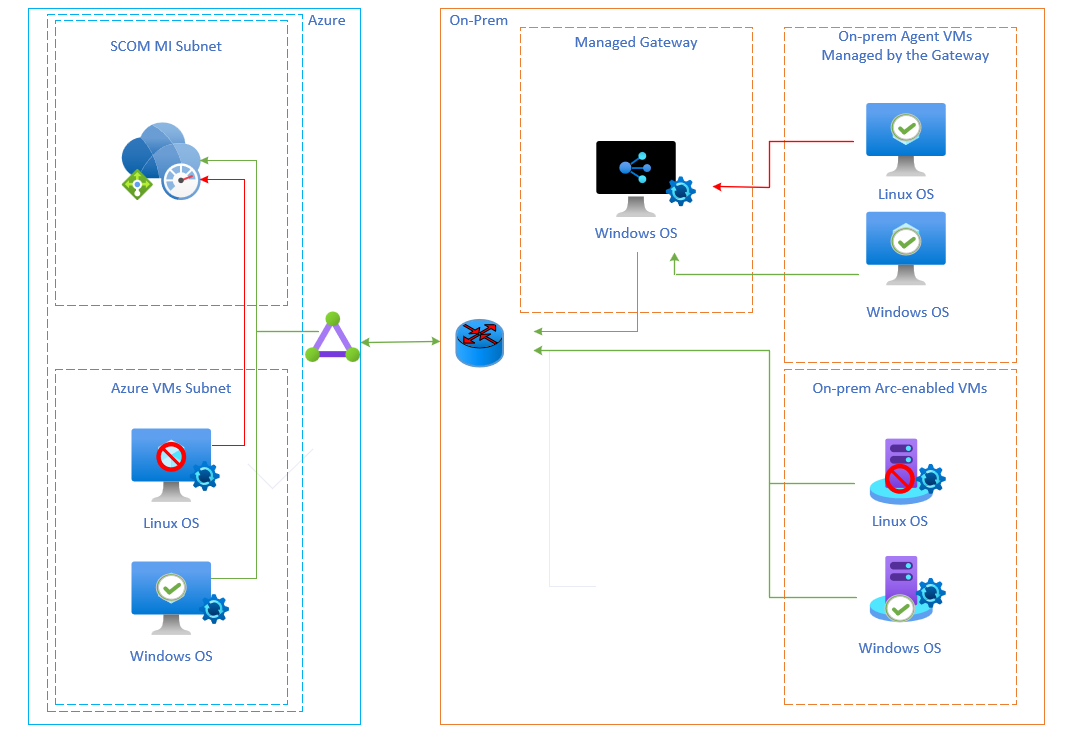 Azure
SCOM MI Subnet
Azure VMs Subnet
Linux OS
Windows OS
On-Prem
Managed Gateway
Windows OS
On-prem Agent VMs
Managed by the Gateway
Linux OS
Windows OS
On-prem Arc-enabled VMs
Linux OS
Windows OS